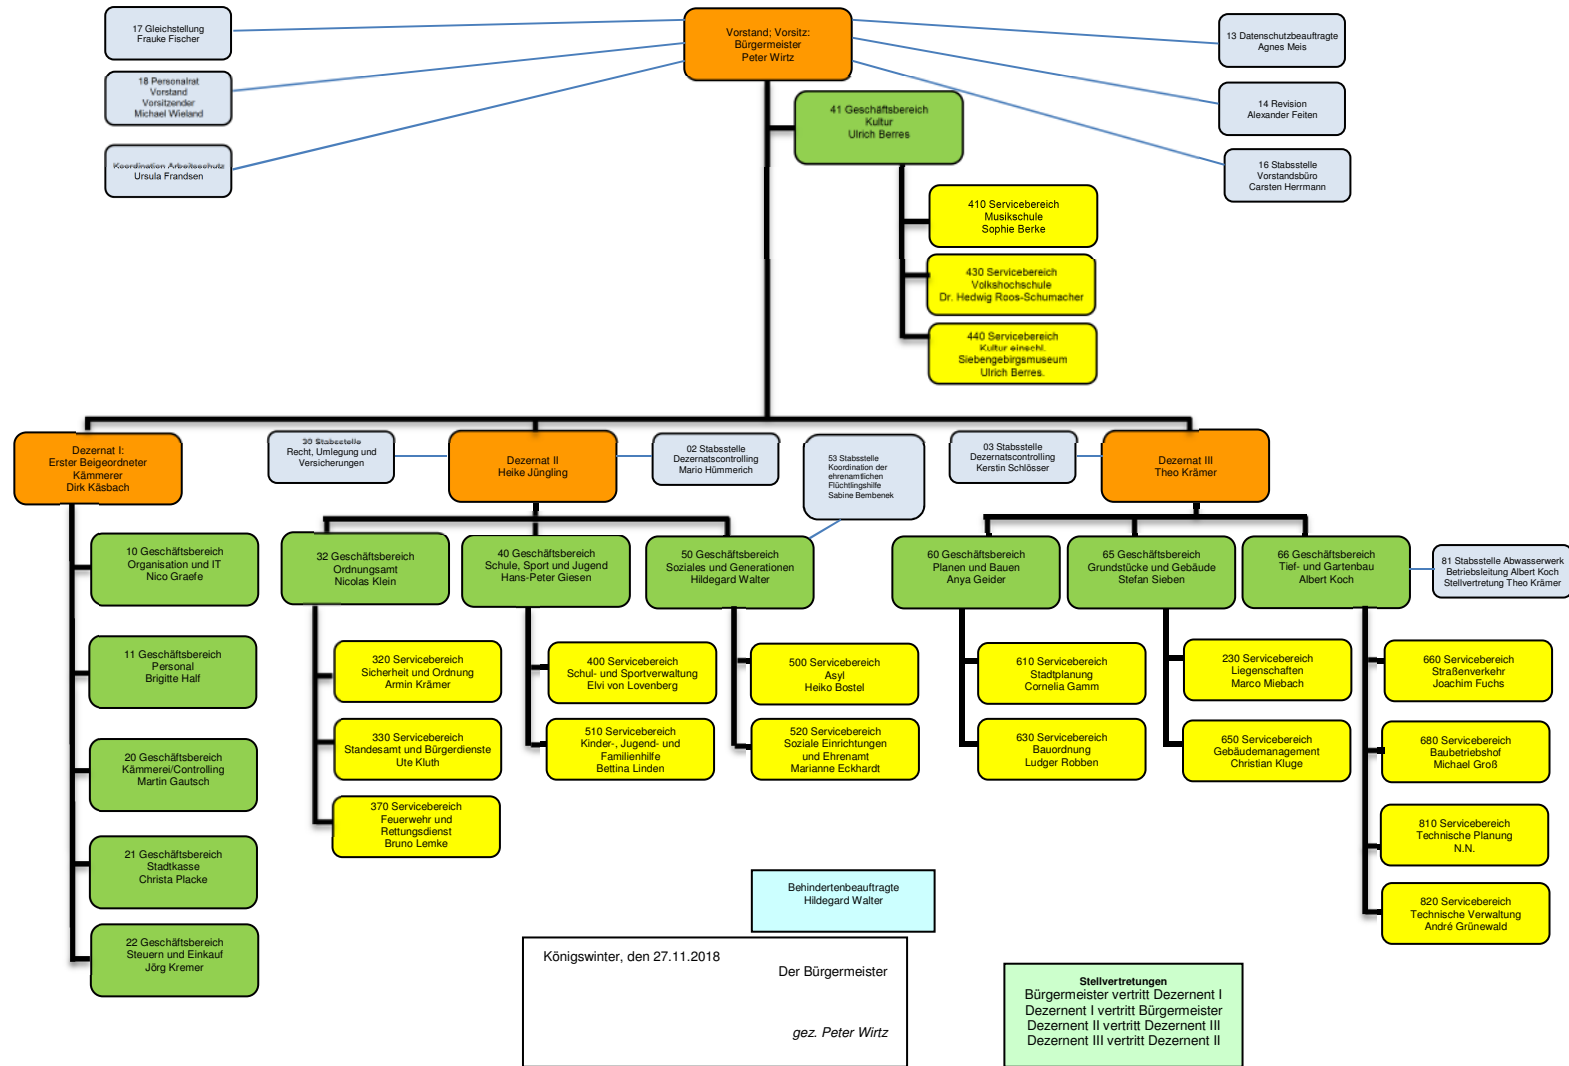 17 Gleichstellung
Frauke Fischer
18 Personalrat
Vorstand
Vorsitzender
Michael Wieland
Koordination Arbeitsschutz
Ursula Frandsen
Vorstand; Vorsitz:
Bürgermeister
Peter Wirtz
13 Datenschutzbeauftragte
Agnes Meis
14 Revision
Alexander Feiten
16 Stabsstelle
Vorstandsbüro
Carsten Herrmann
41 Geschäftsbereich
Kultur
Ulrich Berres
410 Servicebereich
Musikschule
Sophie Berke
430 Servicebereich
Volkshochschule
Dr. Hedwig Roos-Schumacher
440 Servicebereich
Kultur einschl.
Siebengebirgsmuseum
Ulrich Berres.
Dezernat I:
Erster Beigeordneter
Kämmerer
Dirk Käsbach
30 Stabsstelle
Recht, Umlegung und
Versicherungen
Dezernat II
Heike Jüngling
02 Stabsstelle
Dezernatscontrolling
Mario Hümmerich
53 Stabsstelle
Koordination der
ehrenamtlichen
Flüchtlingshilfe
Sabine Bembenek
03 Stabsstelle
Dezernatscontrolling
Kerstin Schlösser
Dezernat III
Theo Krämer
10 Geschäftsbereich
Organisation und IT
Nico Graefe
11 Geschäftsbereich
Personal
Brigitte Half
20 Geschäftsbereich
Kämmerei/Controlling
Martin Gautsch
21 Geschäftsbereich
Stadtkasse
Christa Placke
22 Geschäftsbereich
Steuern und Einkauf
Jörg Kremer
32 Geschäftsbereich
Ordnungsamt
Nicolas Klein
320 Servicebereich
Sicherheit und Ordnung
Armin Krämer
330 Servicebereich
Standesamt und Bürgerdienste
Ute Kluth
370 Servicebereich
Feuerwehr und
Rettungsdienst
Bruno Lemke
40 Geschäftsbereich
Schule, Sport und Jugend
Hans-Peter Giesen
400 Servicebereich
Schul- und Sportverwaltung
Elvi von Lovenberg
510 Servicebereich
Kinder-, Jugend- und
Familienhilfe
Bettina Linden
50 Geschäftsbereich
Soziales und Generationen
Hildegard Walter
500 Servicebereich
Asyl
Heiko Bostel
520 Servicebereich
Soziale Einrichtungen
und Ehrenamt
Marianne Eckhardt
60 Geschäftsbereich
Planen und Bauen
Anya Geider
610 Servicebereich
Stadtplanung
Cornelia Gamm
630 Servicebereich
Bauordnung
Ludger Robben
65 Geschäftsbereich
Grundstücke und Gebäude
Stefan Sieben
230 Servicebereich
Liegenschaften
Marco Miebach
650 Servicebereich
Gebäudemanagement
Christian Kluge
66 Geschäftsbereich
Tief- und Gartenbau
Albert Koch
81 Stabsstelle Abwasserwerk
Betriebsleitung Albert Koch
Stellvertretung Theo Krämer
660 Servicebereich
Straßenverkehr
Joachim Fuchs
680 Servicebereich
Baubetriebshof
Michael Groß
810 Servicebereich
Technische Planung
N.N.
820 Servicebereich
Technische Verwaltung
André Grünewald
Behindertenbeauftragte
Hildegard Walter
Königswinter, den 27.11.2018
Der Bürgermeister
gez. Peter Wirtz
Stellvertretungen
Bürgermeister vertritt Dezernent I
Dezernent I vertritt Bürgermeister
Dezernent II vertritt Dezernent III
Dezernent III vertritt Dezernent II